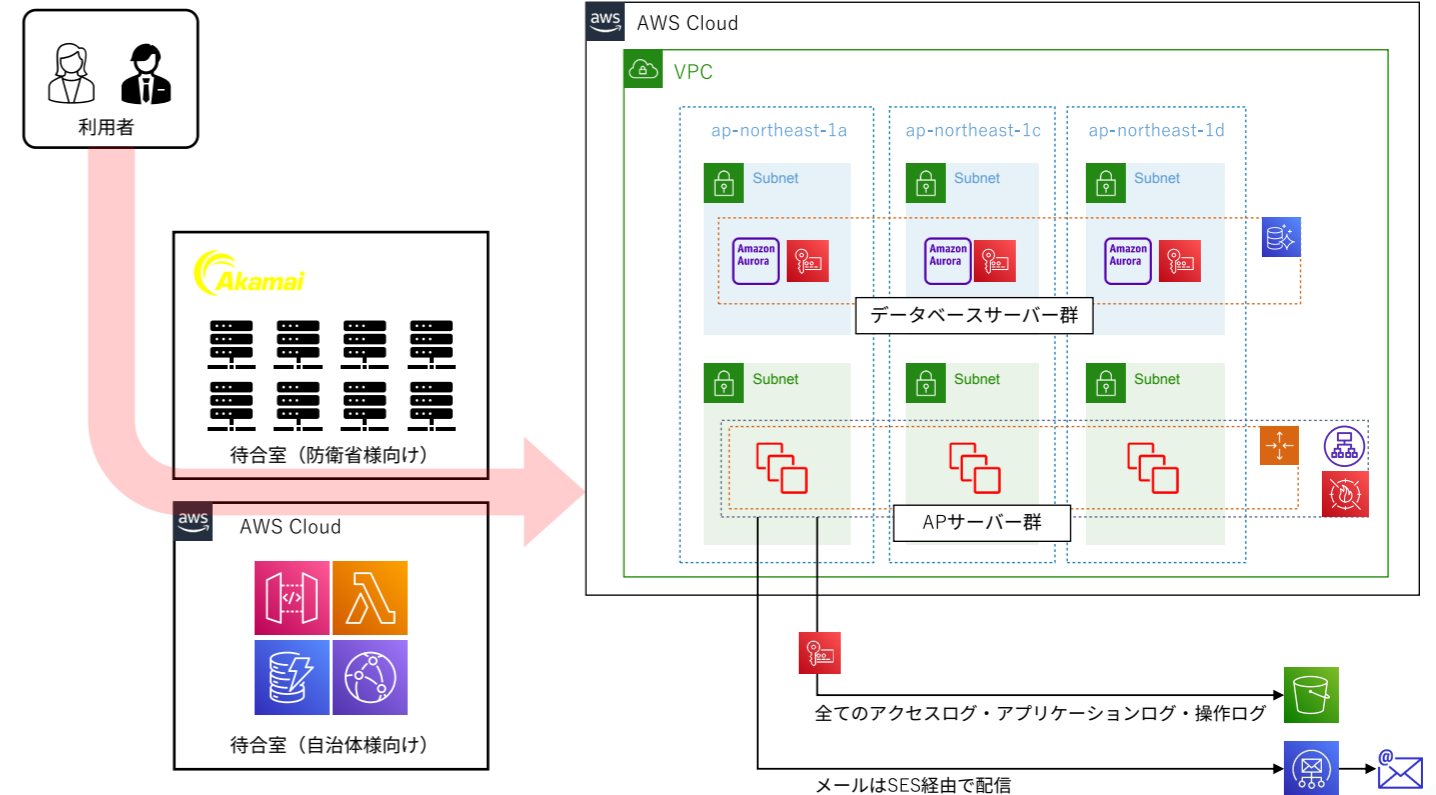 利用者
Akamai
待合室（防衛省様向け）
aws
AWS Cloud
待合室（自治体様向け）
aws
AWS Cloud
VPC
ap-northeast-1a
ap-northeast-1c
ap-northeast-1d
Subnet
Subnet
Subnet
Amazon
Aurora
Amazon
Aurora
Amazon
Aurora
データベースサーバー群
Subnet
Subnet
Subnet
APサーバー群
全てのアクセスログ・アプリケーションログ・操作ログ
メールはSES経由で配信
@